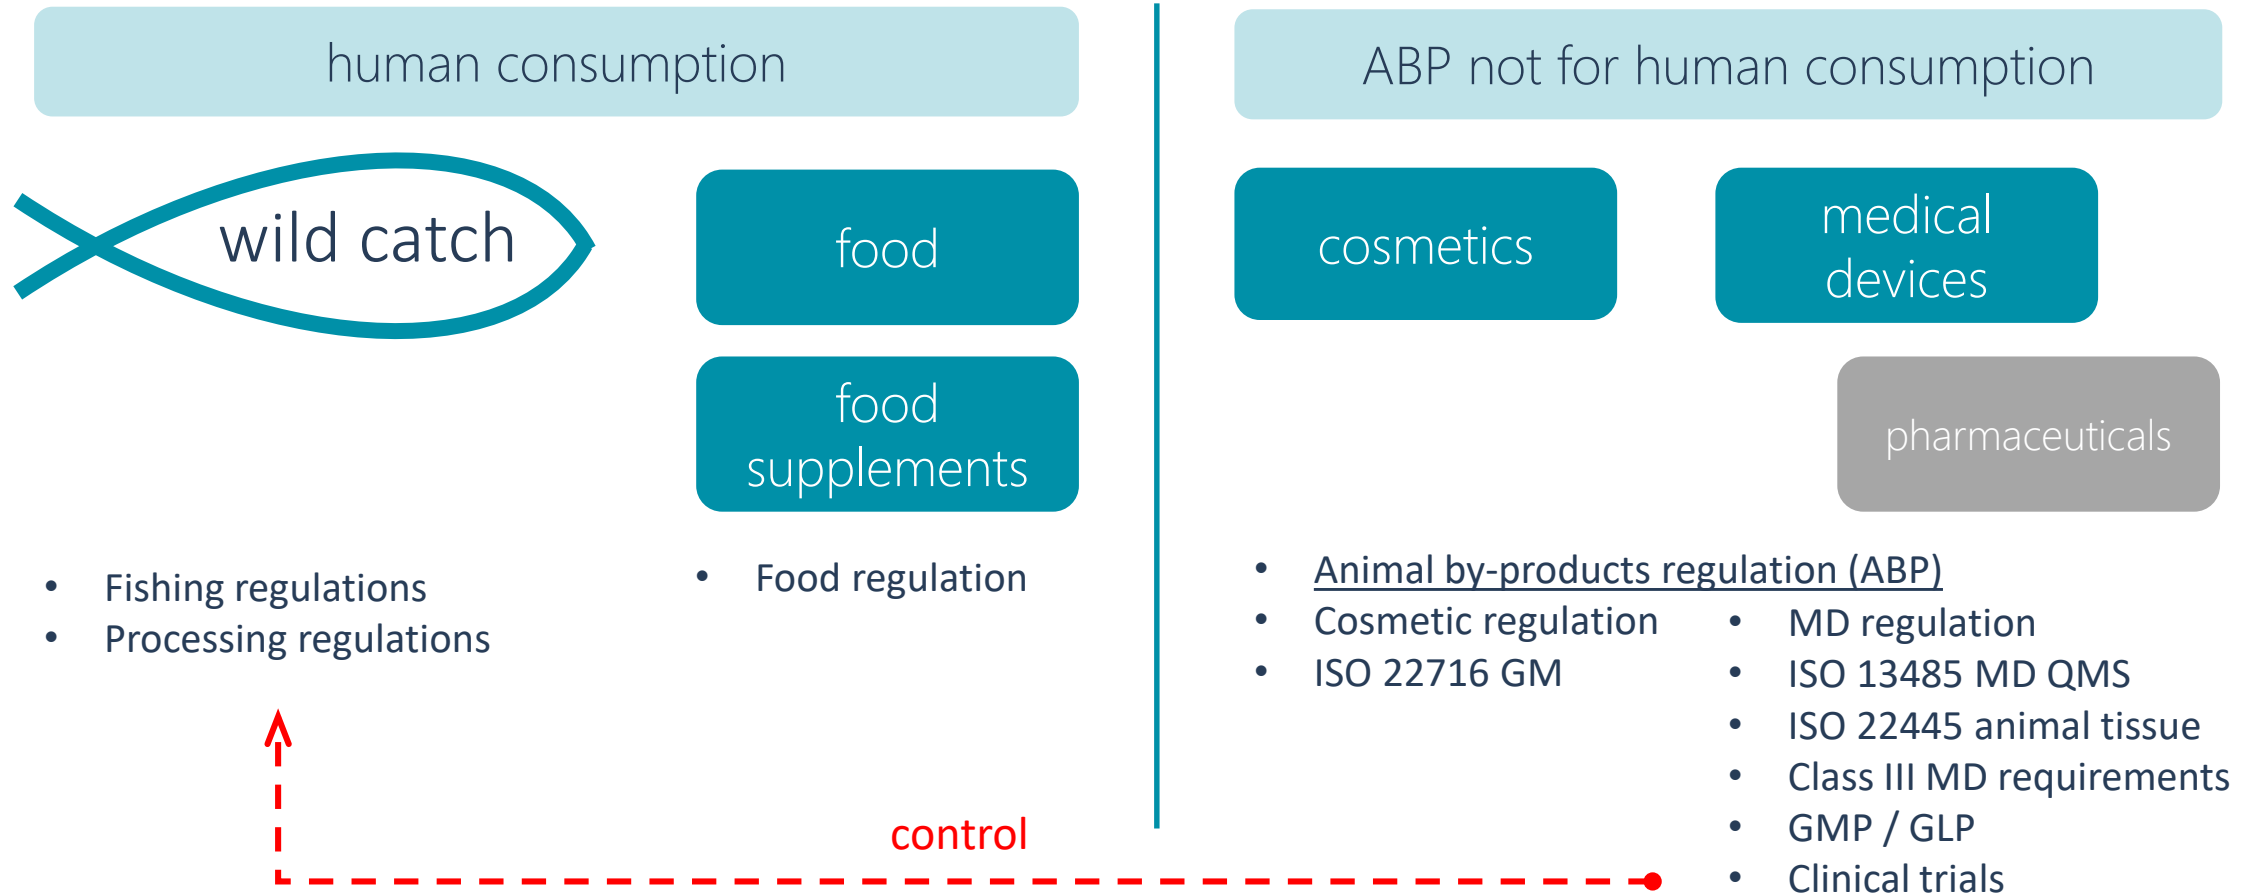 human consumption
ABP not for human consumption
wild catch
food
food
supplements
cosmetics
medical
devices
pharmaceuticals
• Fishing regulations
• Processing regulations
• Food regulation
• Animal by-products regulation (ABP)
• Cosmetic regulation
• ISO 22716 GM
• MD regulation
• ISO 13485 MD QMS
• ISO 22445 animal tissue
• Class III MD requirements
• GMP / GLP
• Clinical trials
control